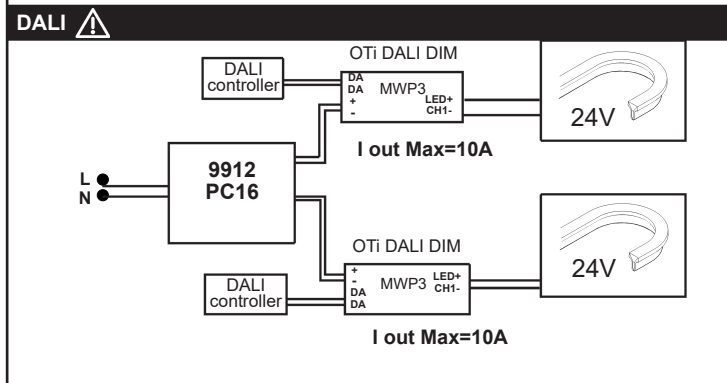 DALI
OTi DALI DIM
DALI
controller
DA
DA
+
-
MWP3
LED+
CH1-
24V
I out Max=10A
L
N
9912
PC16
OTi DALI DIM
+
-
DA
DA
MWP3
LED+
CH1-
24V
DALI
controller
I out Max=10A